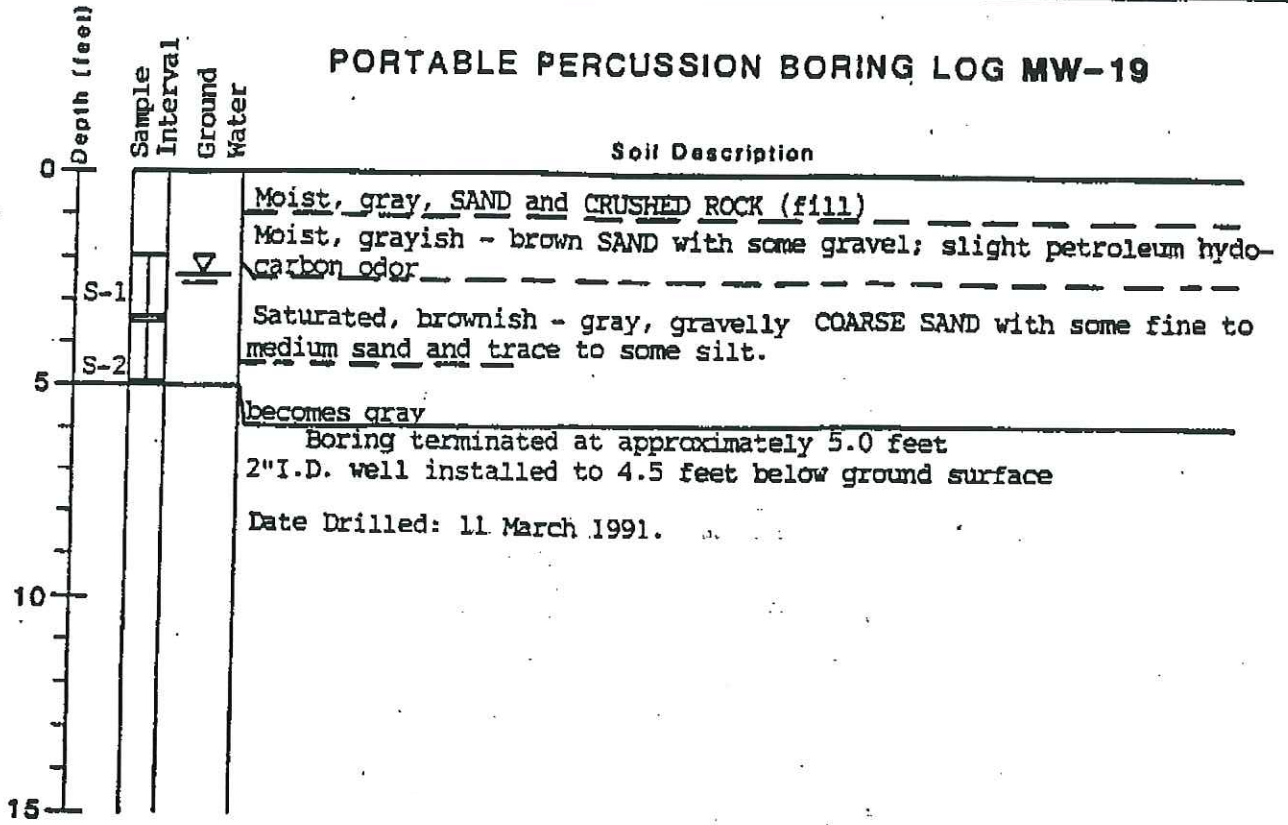 PORTABLE PERCUSSION BORING LOG MW-19
Depth (feet)
Sample
Interval
Ground
Water
Soil Description
0
Moist, gray, SAND and CRUSHED ROCK (fill)
Moist, grayish - brown SAND with some gravel; slight petroleum hydo-
carbon odor
S-1
Saturated, brownish - gray, gravelly COARSE SAND with some fine to
medium sand and trace to some silt.
S-2
5
becomes gray
Boring terminated at approximately 5.0 feet
2"I.D. well installed to 4.5 feet below ground surface
Date Drilled: 11 March 1991.
10
15